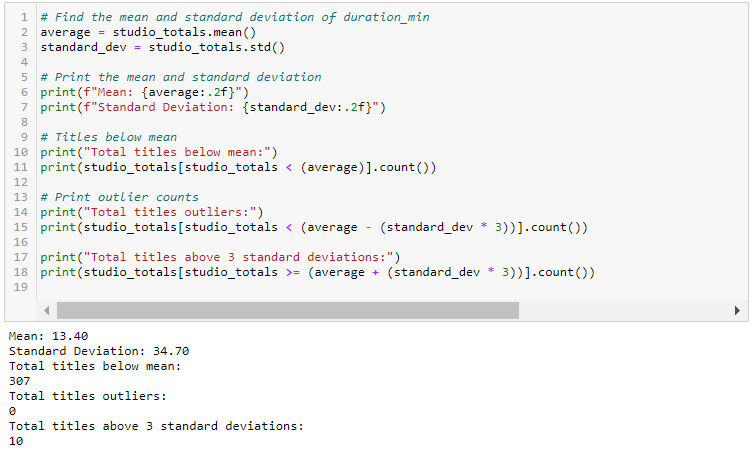 1 # Find the mean and standard deviation of duration_min
2 average = studio_totals.mean()
3 standard_dev = studio_totals.std()
4
5 # Print the mean and standard deviation
6 print(f"Mean: {average:.2f}")
7 print(f"Standard Deviation: {standard_dev:.2f}")
8
9 # Titles below mean
10 print("Total titles below mean:")
11 print(studio_totals[studio_totals < (average)].count())
12
13 # Print outlier counts
14 print("Total titles outliers:")
15 print(studio_totals[studio_totals < (average - (standard_dev * 3))].count())
16
17 print("Total titles above 3 standard deviations:")
18 print(studio_totals[studio_totals >= (average + (standard_dev * 3))].count())
19
Mean: 13.40
Standard Deviation: 34.70
Total titles below mean:
307
Total titles outliers:
0
Total titles above 3 standard deviations:
10